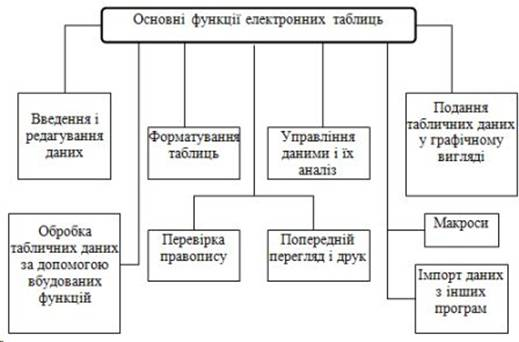 Основні функції електронних таблиць
Введення і
редагування
даних
Форматування
таблиць
Управління
даними і їх
аналіз
Подання
табличних даних
у графічному
вигляді
Обробка
табличних даних
за допомогою
вбудованих
функцій
Перевірка
правопису
Попередній
перегляд і друк
Макроси
Імпорт даних
з інших
програм